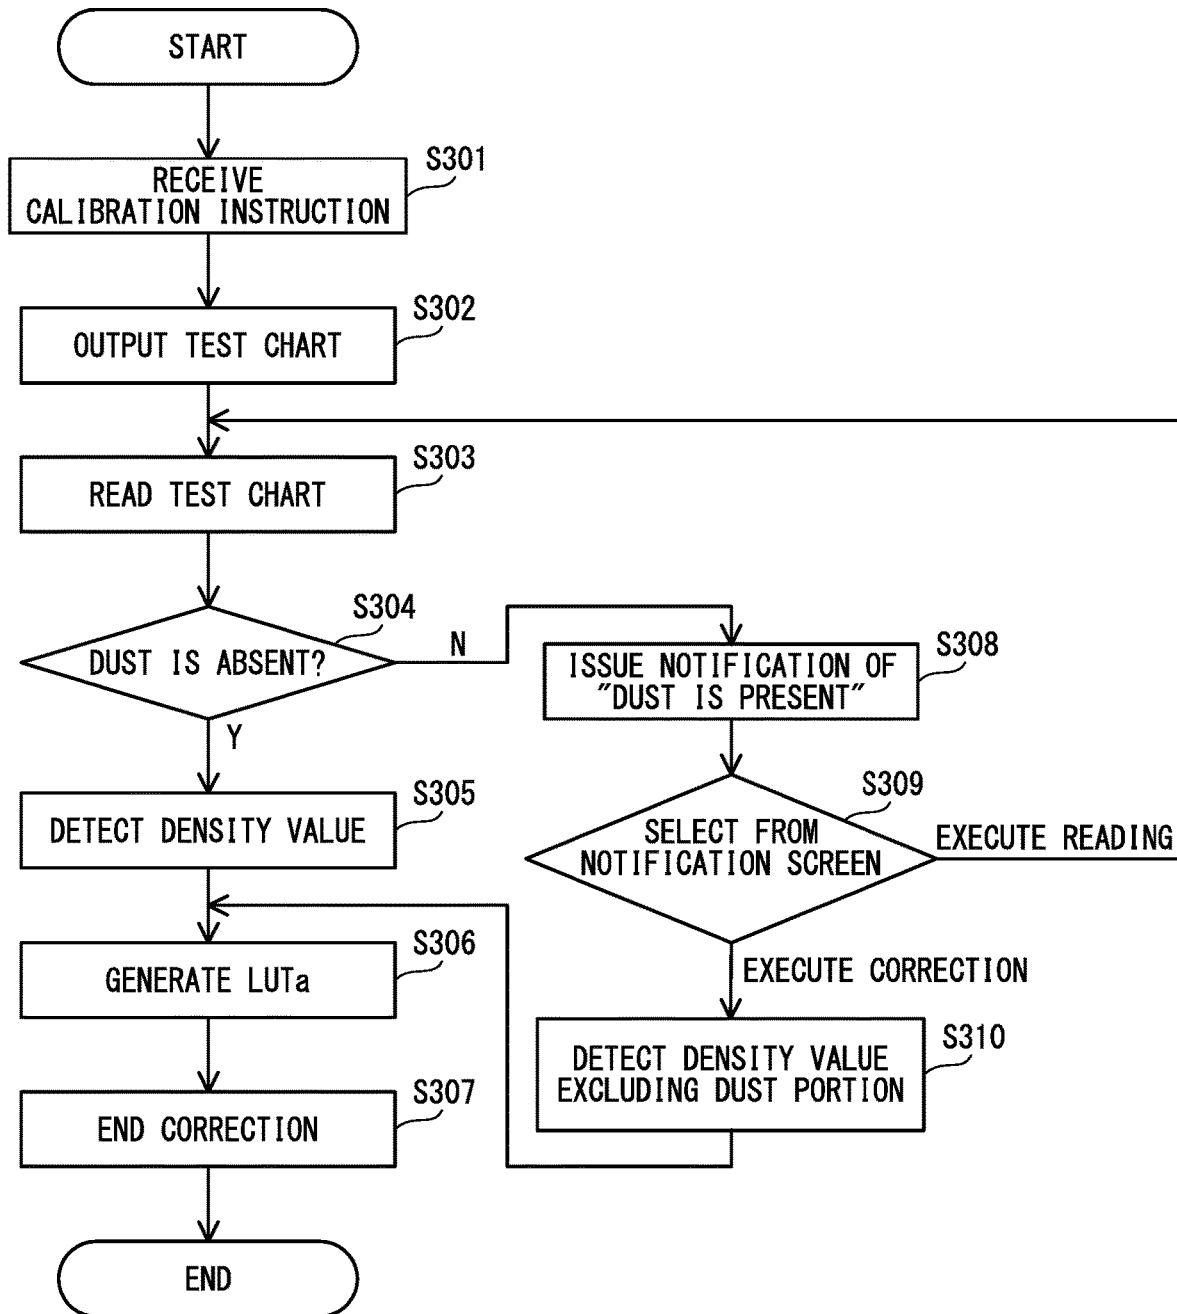 START
S301
RECEIVE
CALIBRATION INSTRUCTION
S302
OUTPUT TEST CHART
S303
READ TEST CHART
S304
DUST IS ABSENT?
N
Y
S308
ISSUE NOTIFICATION OF
"DUST IS PRESENT"
S305
DETECT DENSITY VALUE
S309
SELECT FROM
NOTIFICATION SCREEN
EXECUTE READING
S306
GENERATE LUTa
EXECUTE CORRECTION
S310
DETECT DENSITY VALUE
EXCLUDING DUST PORTION
S307
END CORRECTION
END